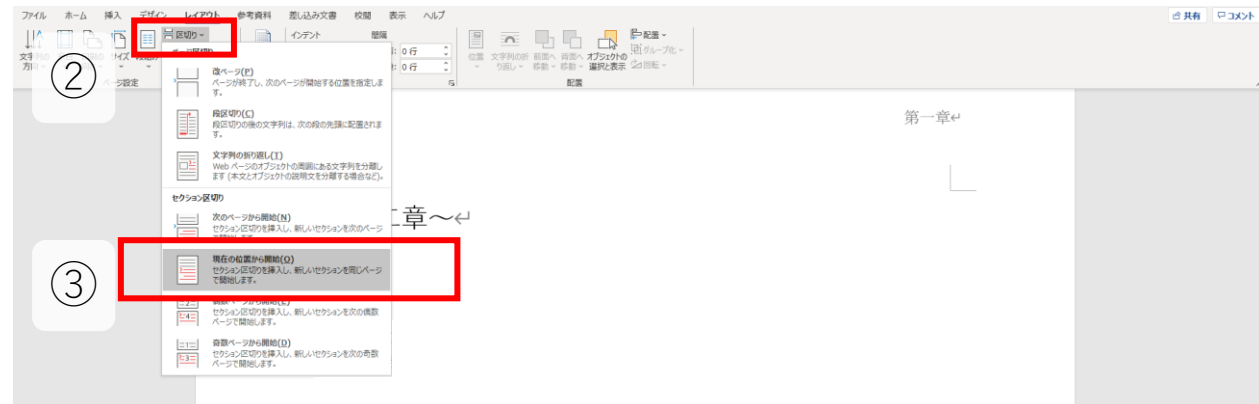 ファイル ホーム 挿入 デザイン レイアウト 参考資料 差し込み文書 校閲 表示 ヘルプ
共有 コメント
区切り インデント 間隔
0 行
0 行
位置 文字列の折り返し 前面へ移動 背面へ移動 オブジェクトの選択と表示
配置
グループ化
回転
ページ設定 配置
②
改ページ(P)
ページが終了し、次のページが開始する位置を指定しま
す。
段区切り(C)
段区切りの後の文字列は、次の段の先頭に配置されま
す。
文字列の折り返し(T)
Web ページのオブジェクトの周囲にある文字列を分離し
ます (本文とオブジェクトの説明文を分離する場合など)。
セクション区切り
次のページから開始(N)
セクション区切りを挿入し、新しいセクションを次のページ
③
現在の位置から開始(O)
セクション区切りを挿入し、新しいセクションを同じページ
で開始します。
セクション区切りを挿入し、新しいセクションを次の偶数
ページで開始します。
奇数ページから開始(D)
セクション区切りを挿入し、新しいセクションを次の奇数
ページで開始します。
第一章↵
章～↵